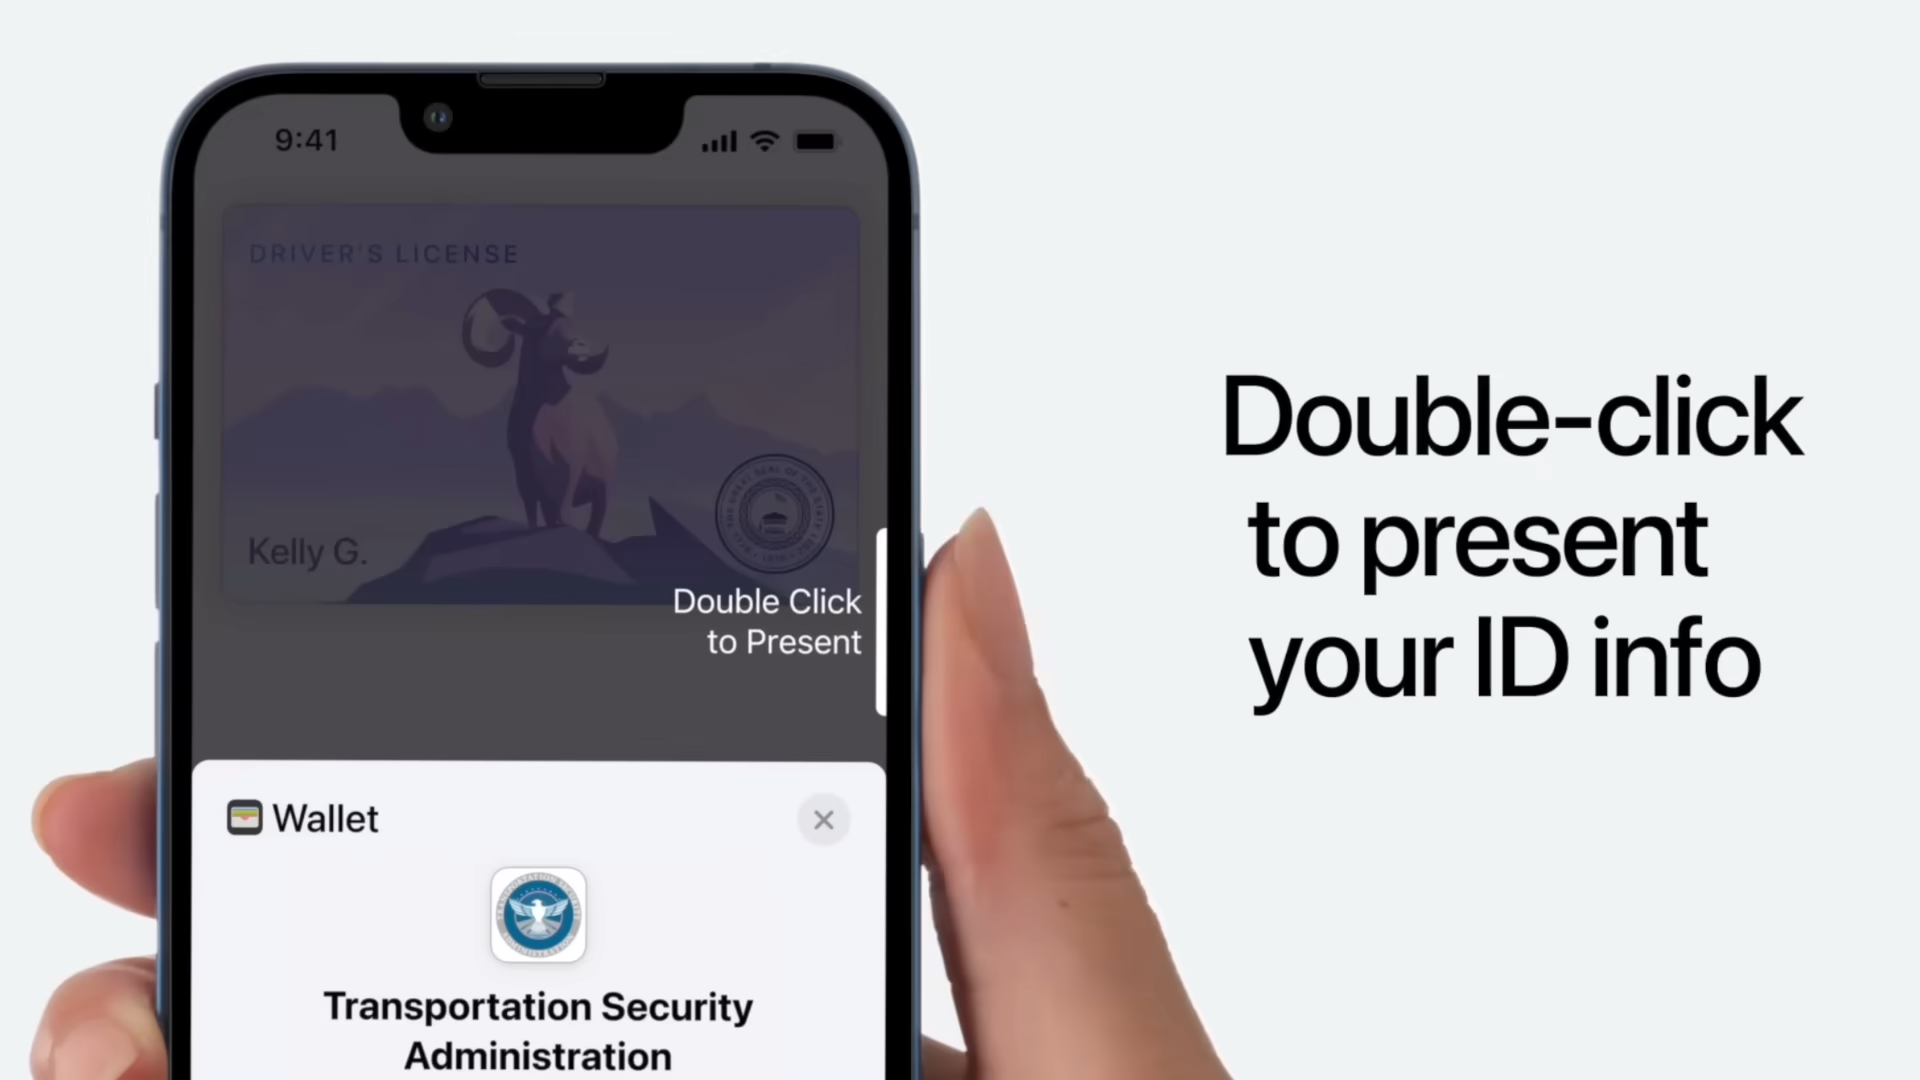 9:41
DRIVER'S LICENSE
Kelly G.
Double Click
to Present
Wallet
Transportation Security
Administration
Double-click
to present
your ID info